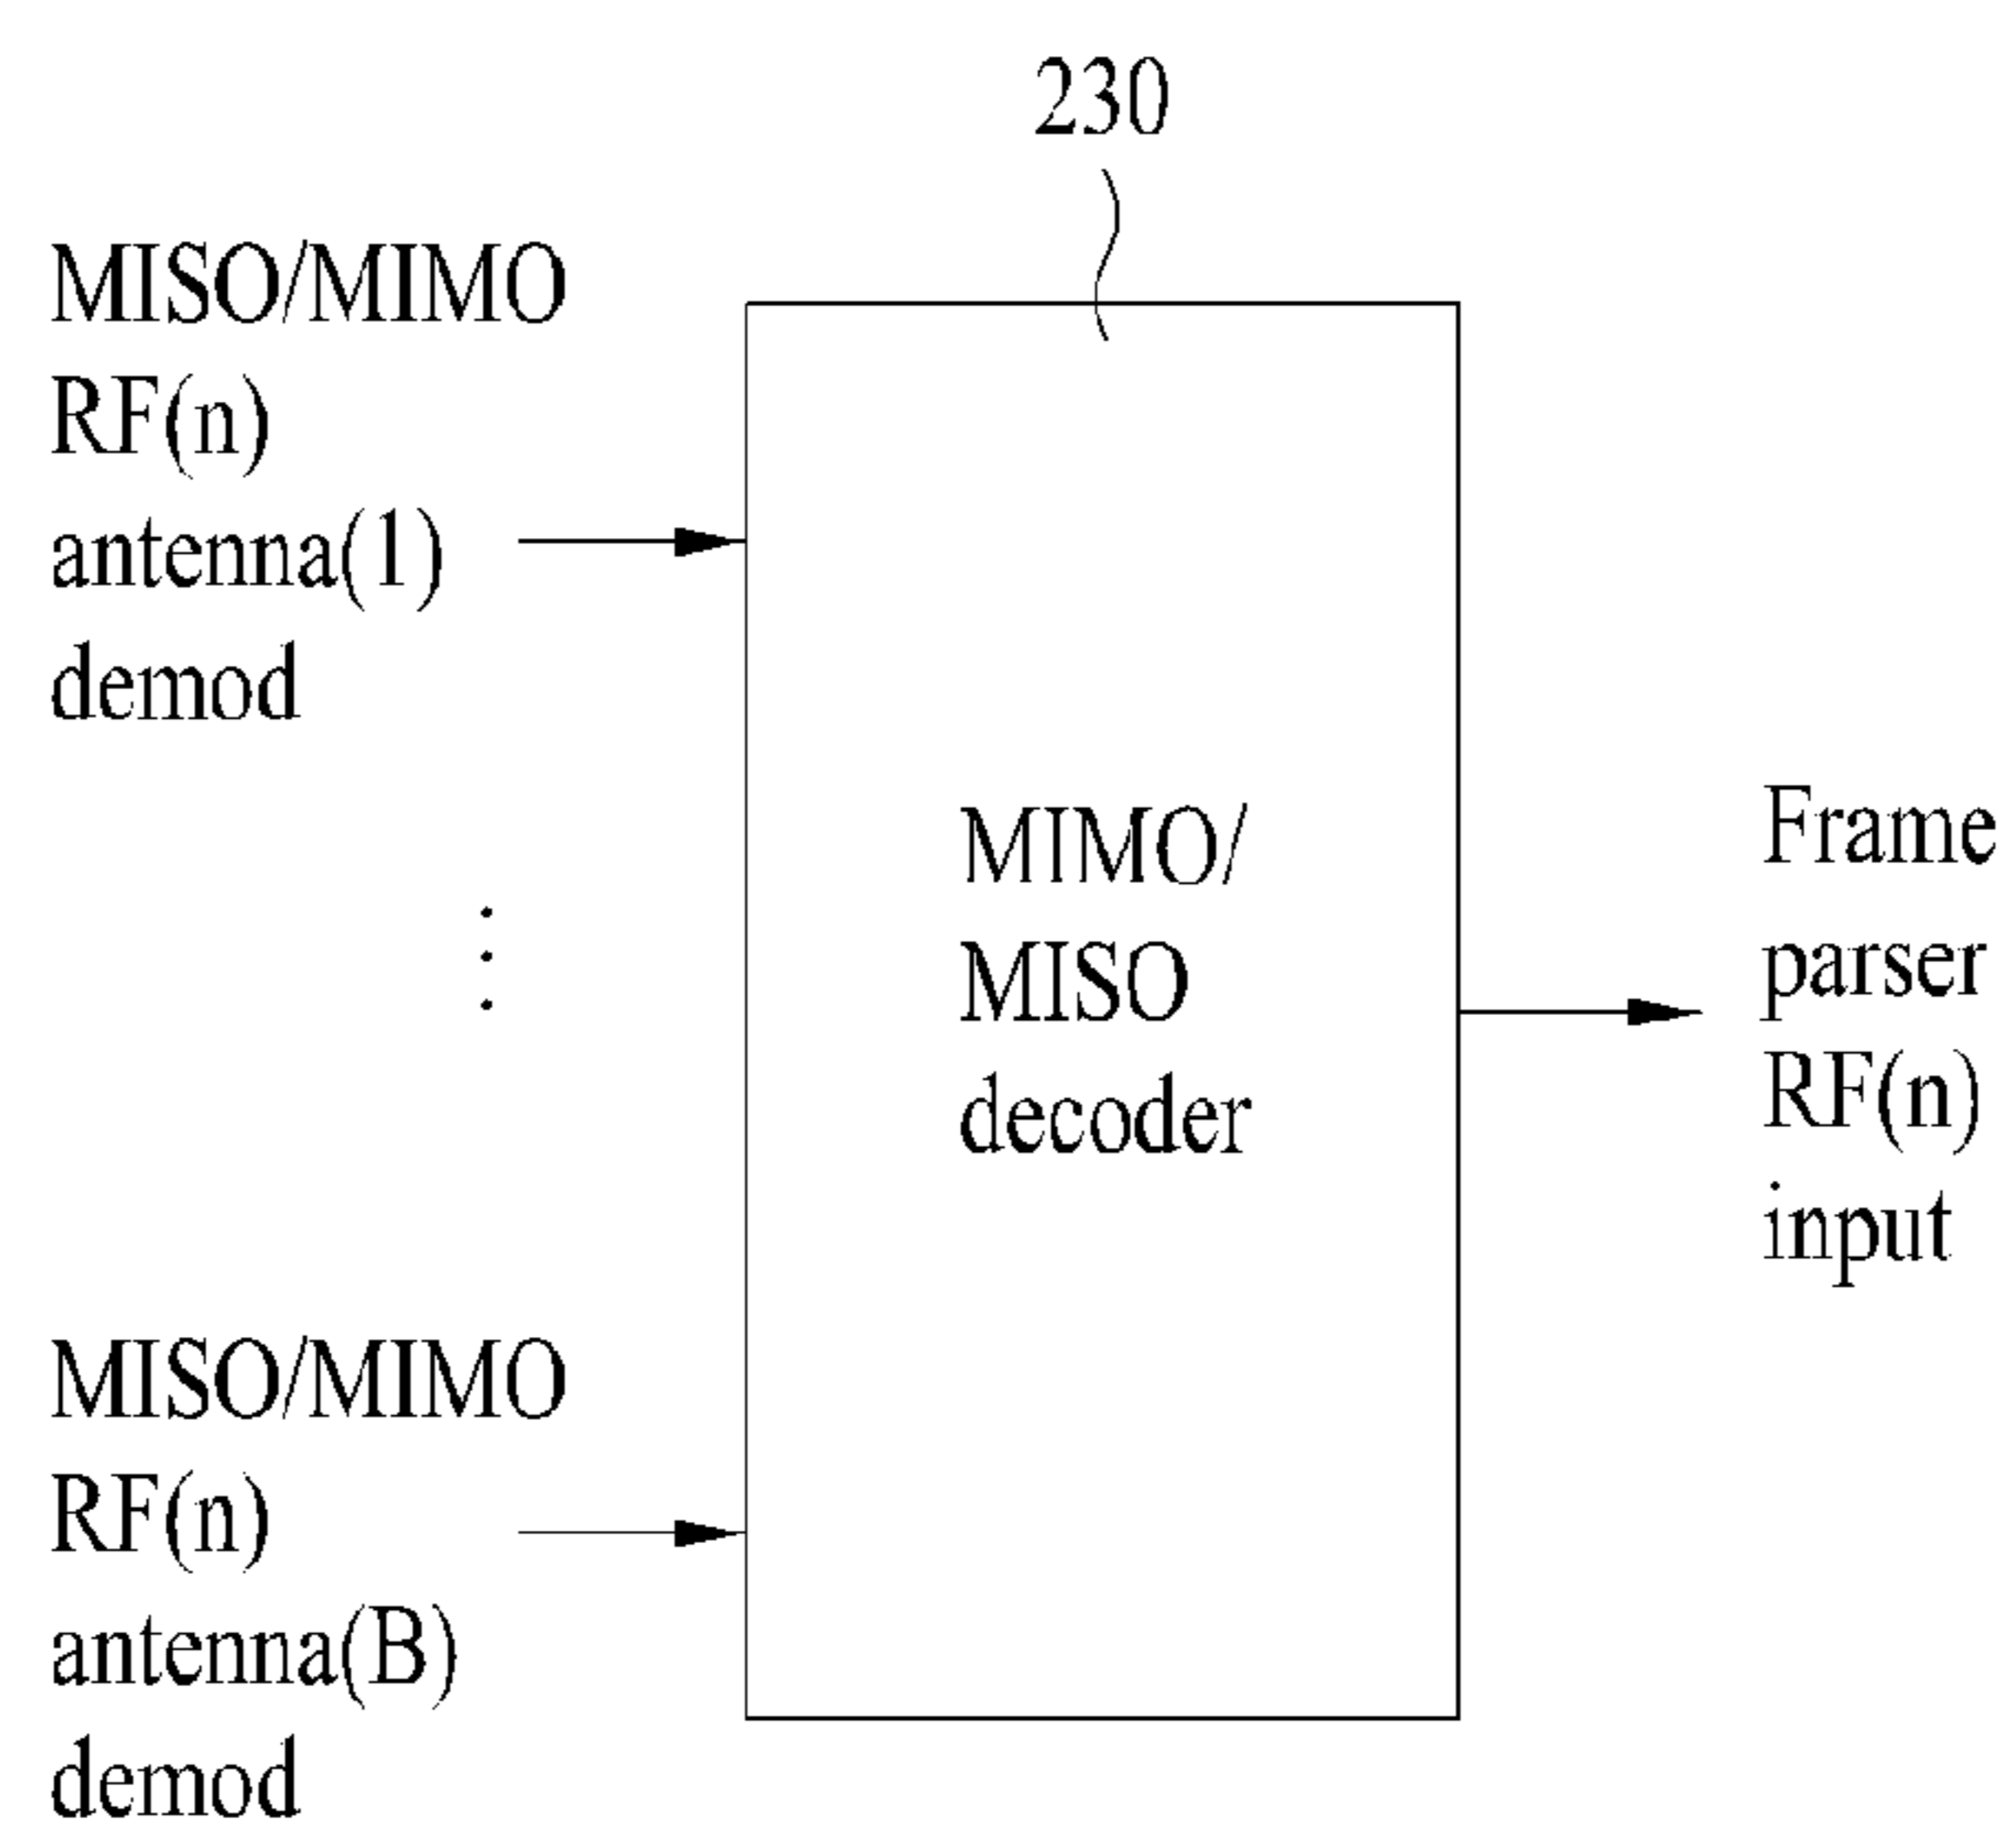 230
MISO/MIMO
RF(n)
antenna(1)
demod
MIMO/
MISO
decoder
Frame
parser
RF(n)
input
MISO/MIMO
RF(n)
antenna(B)
demod